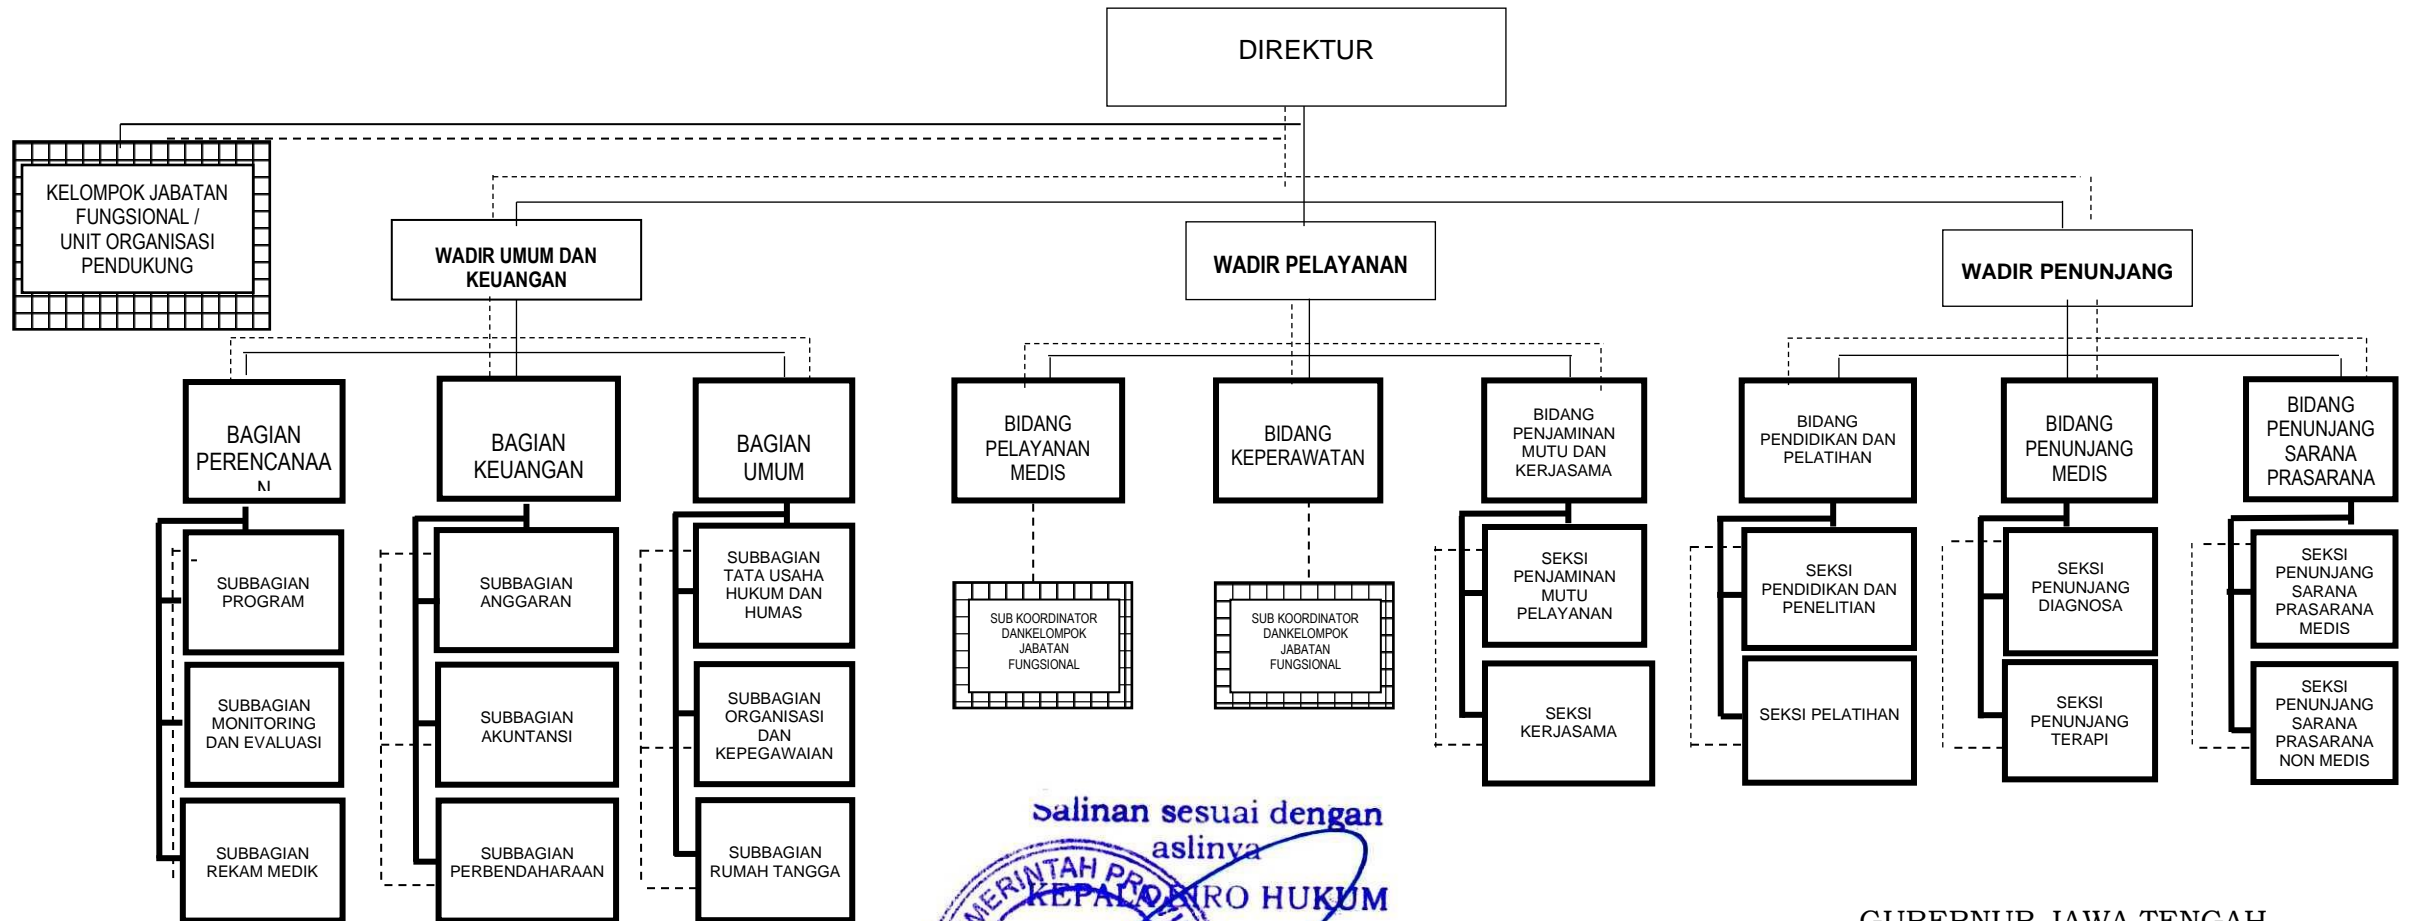 DIREKTUR
KELOMPOK JABATAN
FUNGSIONAL /
UNIT ORGANISASI
PENDUKUNG
WADIR UMUM DAN
KEUANGAN
WADIR PELAYANAN
WADIR PENUNJANG
BAGIAN
PERENCANAA
N
BAGIAN
KEUANGAN
BAGIAN
UMUM
BIDANG
PELAYANAN
MEDIS
BIDANG
KEPERAWATAN
BIDANG
PENJAMINAN
MUTU DAN
KERJASAMA
BIDANG
PENDIDIKAN DAN
PELATIHAN
BIDANG
PENUNJANG
MEDIS
BIDANG
PENUNJANG
SARANA
PRASARANA
SUBBAGIAN
PROGRAM
SUBBAGIAN
ANGGARAN
SUBBAGIAN
TATA USAHA
HUKUM DAN
HUMAS
SUB KOORDINATOR
DANKELOMPOK
JABATAN
FUNGSIONAL
SUB KOORDINATOR
DANKELOMPOK
JABATAN
FUNGSIONAL
SEKSI
PENJAMINAN
MUTU
PELAYANAN
SEKSI
PENDIDIKAN DAN
PENELITIAN
SEKSI
PENUNJANG
DIAGNOSA
SEKSI
PENUNJANG
SARANA
PRASARANA
MEDIS
SUBBAGIAN
MONITORING
DAN EVALUASI
SUBBAGIAN
AKUNTANSI
SUBBAGIAN
ORGANISASI
DAN
KEPEGAWAIAN
SEKSI
KERJASAMA
SEKSI PELATIHAN
SEKSI
PENUNJANG
TERAPI
SEKSI
PENUNJANG
SARANA
PRASARANA
NON MEDIS
SUBBAGIAN
REKAM MEDIK
SUBBAGIAN
PERBENDAHARAAN
SUBBAGIAN
RUMAH TANGGA
Salinan sesuai dengan
aslinya
KEPALA BIRO HUKUM
GUBERNUR JAWA TENGAH